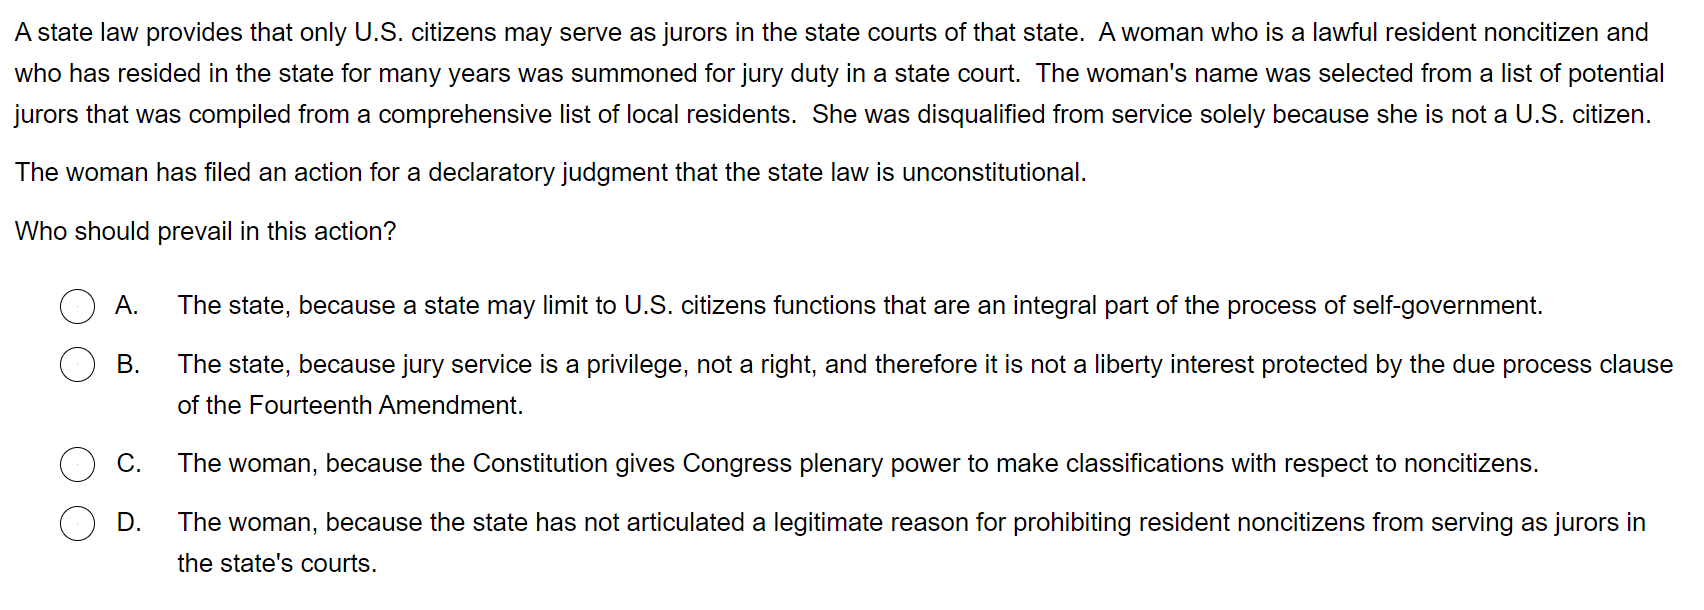 A state law provides that only U.S. citizens may serve as jurors in the state courts of that state.  A woman who is a lawful resident noncitizen and
who has resided in the state for many years was summoned for jury duty in a state court.  The woman's name was selected from a list of potential
jurors that was compiled from a comprehensive list of local residents.  She was disqualified from service solely because she is not a U.S. citizen.
The woman has filed an action for a declaratory judgment that the state law is unconstitutional.
Who should prevail in this action?
A. The state, because a state may limit to U.S. citizens functions that are an integral part of the process of self-government.
B. The state, because jury service is a privilege, not a right, and therefore it is not a liberty interest protected by the due process clause
of the Fourteenth Amendment.
C. The woman, because the Constitution gives Congress plenary power to make classifications with respect to noncitizens.
D. The woman, because the state has not articulated a legitimate reason for prohibiting resident noncitizens from serving as jurors in
the state's courts.